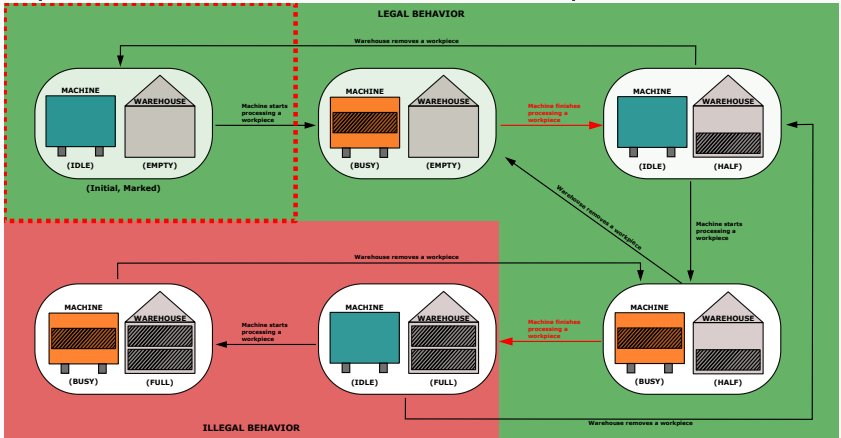 LEGAL BEHAVIOR
Warehouse removes a workpiece
MACHINE
WAREHOUSE
(IDLE)
(EMPTY)
(Initial, Marked)
Machine starts
processing a
workpiece
MACHINE
WAREHOUSE
(BUSY)
(EMPTY)
Machine finishes
processing a
workpiece
MACHINE
WAREHOUSE
(IDLE)
(HALF)
Warehouse removes a workpiece
Machine starts
processing a
workpiece
Warehouse removes a workpiece
MACHINE
WAREHOUSE
(BUSY)
(FULL)
Machine starts
processing a
workpiece
MACHINE
WAREHOUSE
(IDLE)
(FULL)
Machine finishes
processing a
workpiece
MACHINE
WAREHOUSE
(BUSY)
(HALF)
Warehouse removes a workpiece
ILLEGAL BEHAVIOR